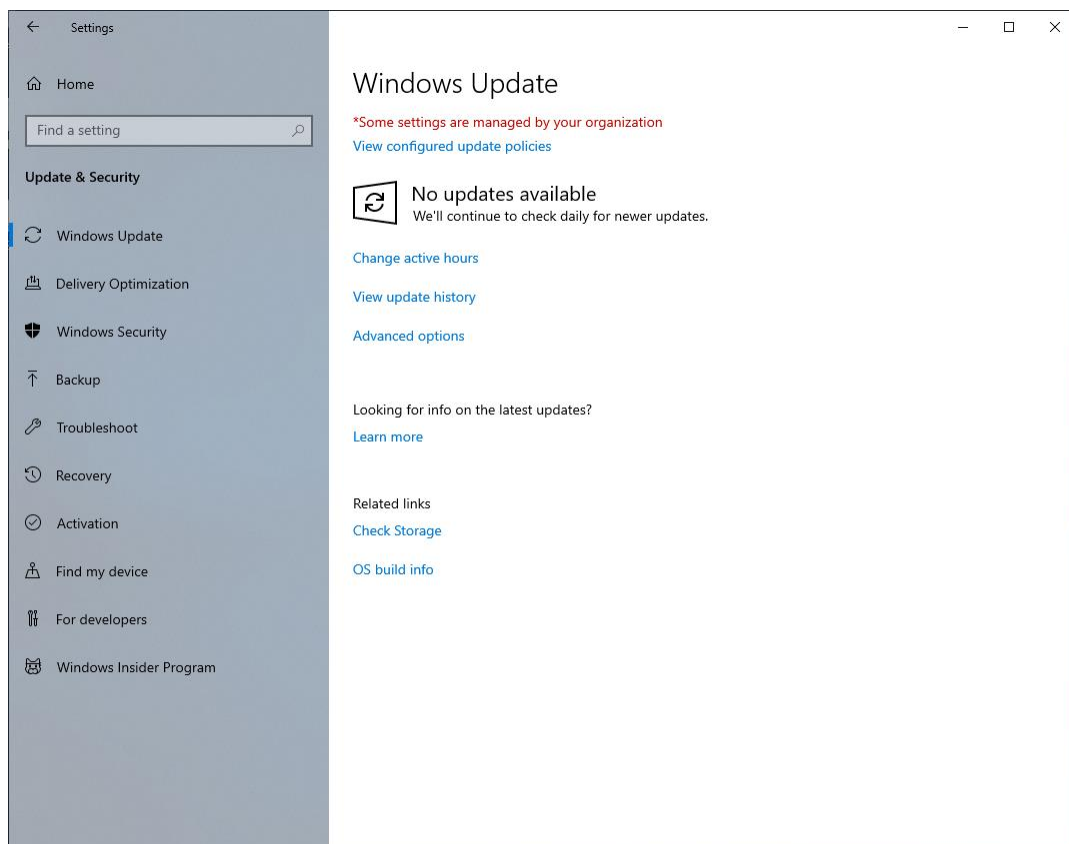 Settings
Home
Find a setting
Update & Security
Windows Update
Delivery Optimization
Windows Security
Backup
Troubleshoot
Recovery
Activation
Find my device
For developers
Windows Insider Program
Windows Update
*Some settings are managed by your organization
View configured update policies
No updates available
We'll continue to check daily for newer updates.
Change active hours
View update history
Advanced options
Looking for info on the latest updates?
Learn more
Related links
Check Storage
OS build info